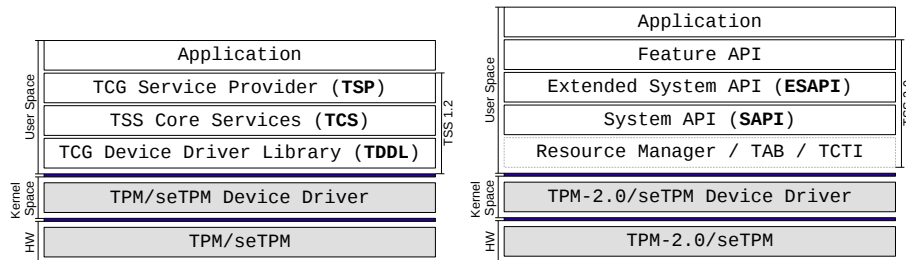 Application
TCG Service Provider (TSP)
TSS Core Services (TCS)
TCG Device Driver Library (TDDL)
TPM/seTPM Device Driver
TPM/seTPM
User Space
Kernel
Space
HW
TSS 1.2
Application
Feature API
Extended System API (ESAPI)
System API (SAPI)
Resource Manager / TAB / TCTI
TPM-2.0/seTPM Device Driver
TPM-2.0/seTPM
User Space
Kernel
Space
HW